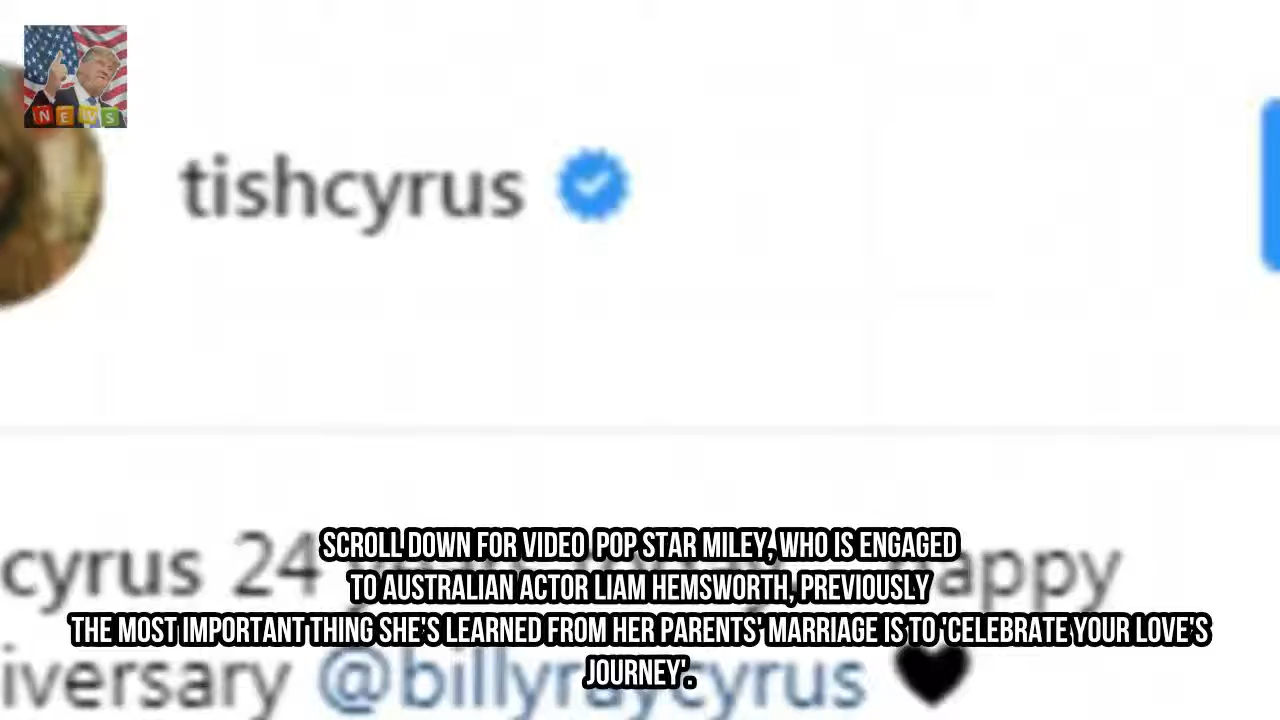 NEWS
tishcyrus
cyrus 24 appy
SCROLL DOWN FOR VIDEO POP STAR MILEY, WHO IS ENGAGED
TO AUSTRALIAN ACTOR LIAM HEMSWORTH, PREVIOUSLY
THE MOST IMPORTANT THING SHE'S LEARNED FROM HER PARENTS' MARRIAGE IS TO 'CELEBRATE YOUR LOVE'S
JOURNEY'.
iversary @billyraycyrus